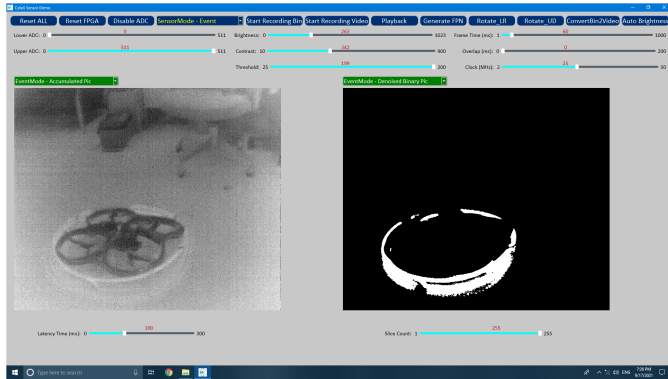 CeleX Sensor Demo
Reset ALL Reset FPGA Disable ADC SensorMode - Event Start Recording Bin Start Recording Video Playback Generate FPN Rotate_LR Rotate_UD ConvertBin2Video Auto Brightness
Lower ADC: 0 0 511 Brightness: 0 263 1023 Frame Time (ms): 1 60 1000
Upper ADC: 0 511 511 Contrast: 10 342 900 Overlap (ms): 0 0 200
Threshold: 25 199 200 Clock (MHz): 2 25 50
EventMode - Accumulated Pic EventMode - Denoised Binary Pic
Latency Time (ms): 0 100 300 Slice Count: 1 255 255
Type here to search ENG 7:26 PM
9/17/2021